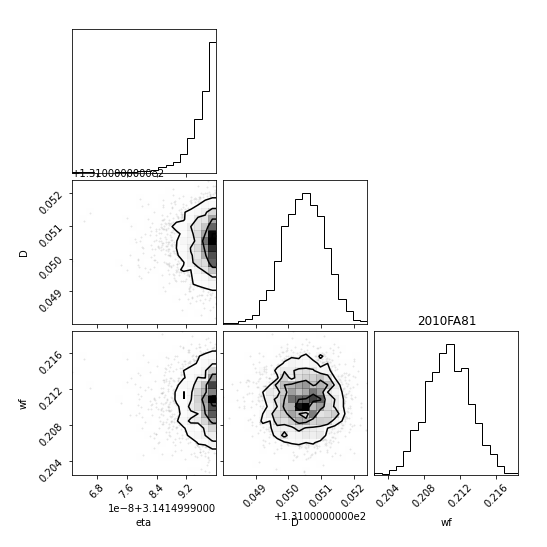 +1.3100000000e2
0.052
0.051
0.050
0.049
D
2010FA81
0.216
0.212
0.208
0.204
wf
6.8 7.6 8.4 9.2
1e-8+3.1414999000
eta
0.049 0.050 0.051 0.052
+1.3100000000e2
D
0.204 0.208 0.212 0.216
wf